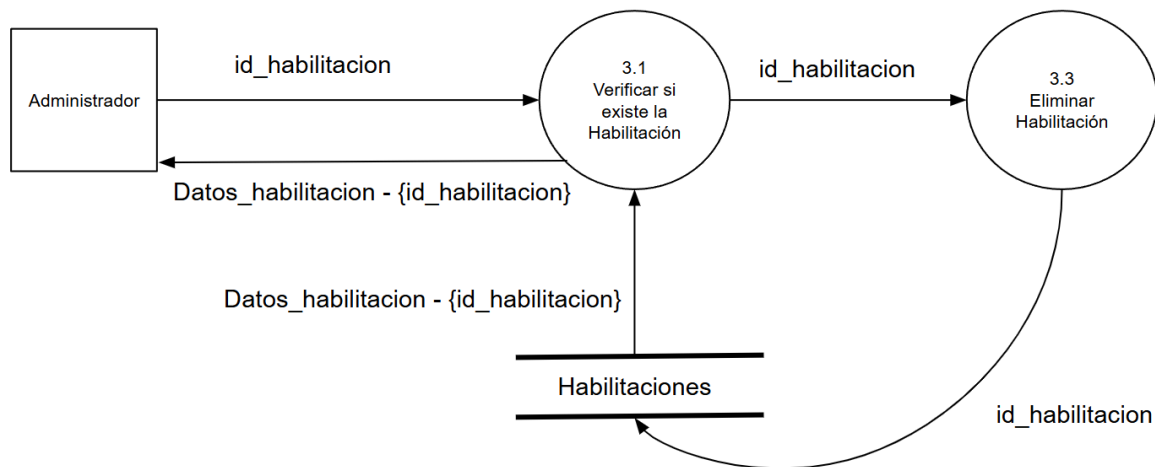 Administrador
id_habilitacion
3.1
Verificar si
existe la
Habilitación
id_habilitacion
3.3
Eliminar
Habilitación
Datos_habilitacion - {id_habilitacion}
Datos_habilitacion - {id_habilitacion}
Habilitaciones
id_habilitacion